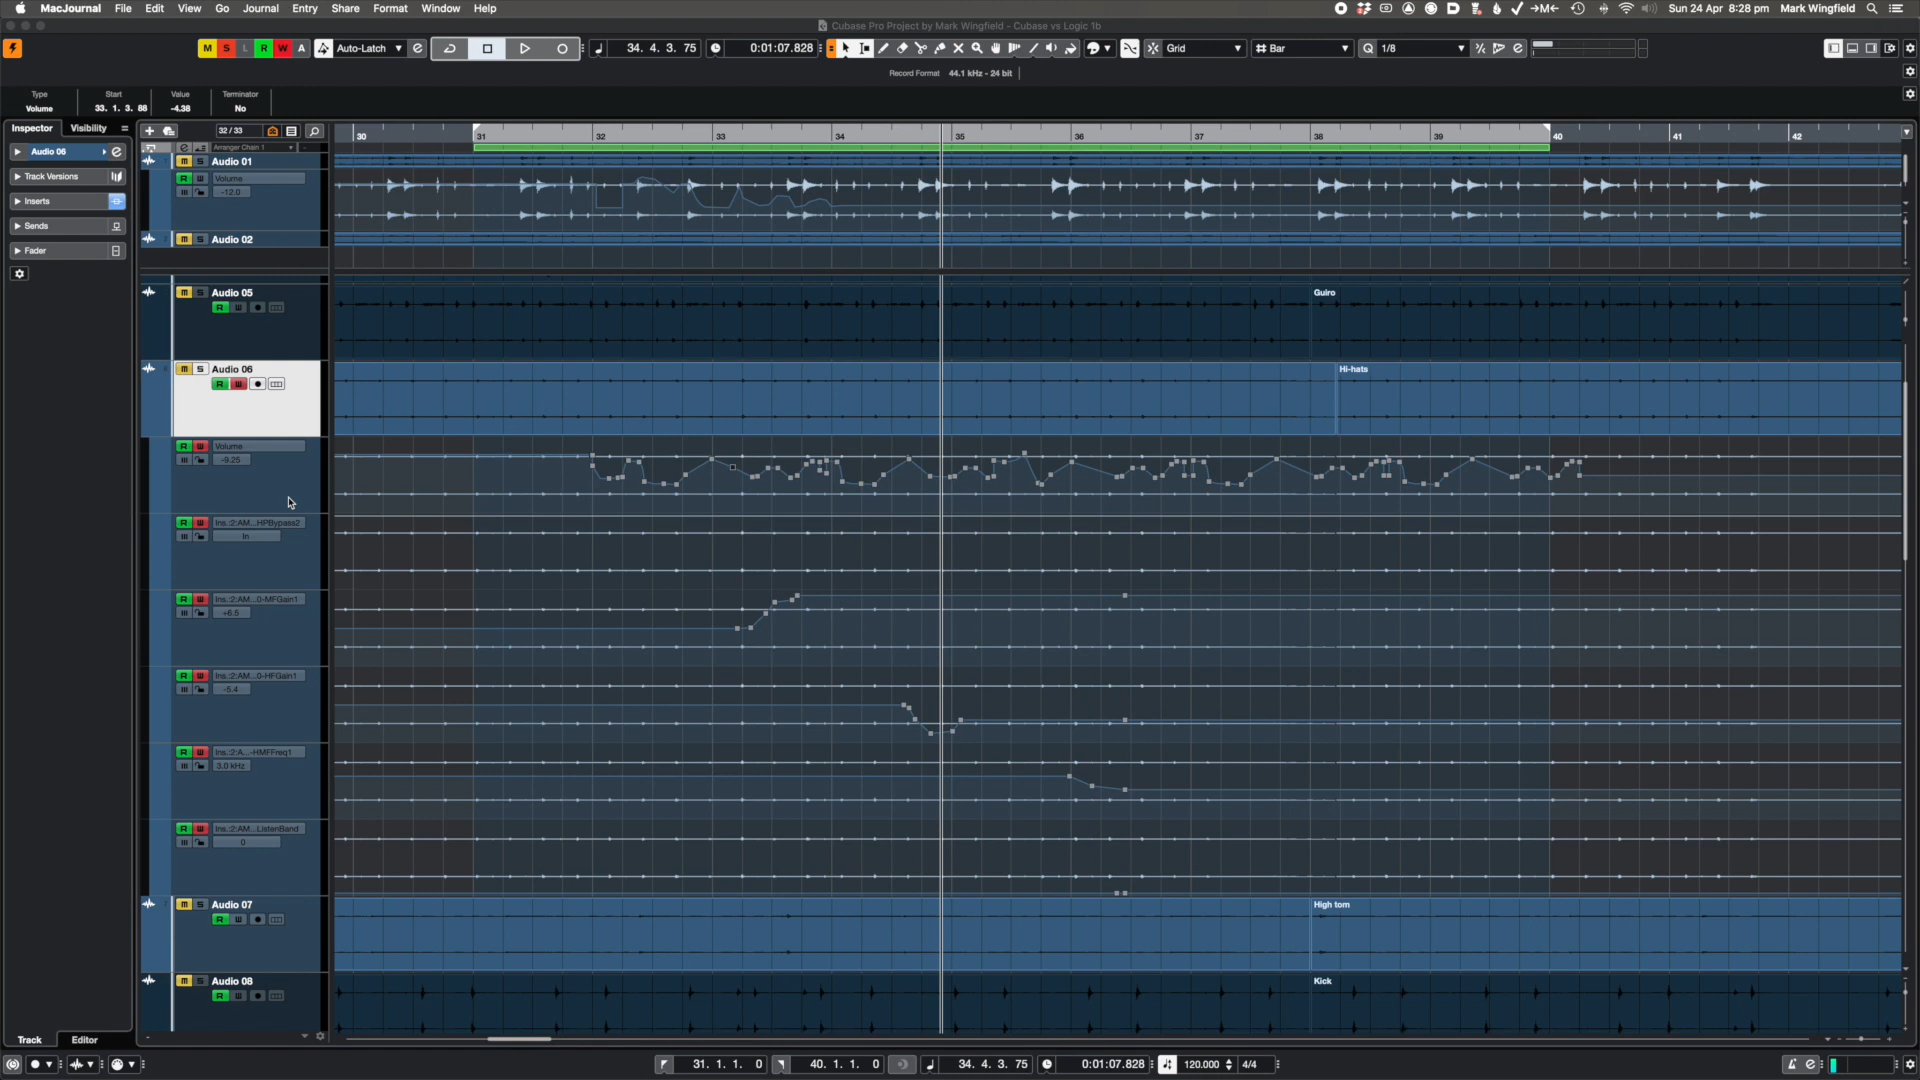 MacJournal File Edit View Go Journal Entry Share Format Window Help Sun 24 Apr 8:28 pm Mark Wingfield
Cubase Pro Project by Mark Wingfield - Cubase vs Logic 1b
M S L R W A Auto-Latch 34. 4. 3. 75 0:01:07.828 Grid Bar Q 1/8
Record Format 44.1 kHz - 24 bit
Type Start Value Terminator
Volume 33. 1. 3. 88 -4.38 No
Inspector Visibility 32 / 33 30 31 32 33 34 35 36 37 38 39 40 41 42
Arranger Chain 1
Audio 06
Track Versions
Inserts
Sends
Fader
m S Audio 01
R W Volume
-12.0
m S Audio 02
m S Audio 05 Guiro
R W
m S Audio 06 Hi-hats
R W
R W Volume
-9.25
R W Ins.:2:AM...HPBypass2
In
R W Ins.:2:AM...0-MFGain1
+6.5
R W Ins.:2:AM...0-HFGain1
-5.4
R W Ins.:2:A...-HMFFreq1
3.0 kHz
R W Ins.:2:AM...ListenBand
0
m S Audio 07 High tom
R W
m S Audio 08 Kick
R W
Track Editor
31. 1. 1. 0 40. 1. 1. 0 34. 4. 3. 75 0:01:07.828 120.000 4/4